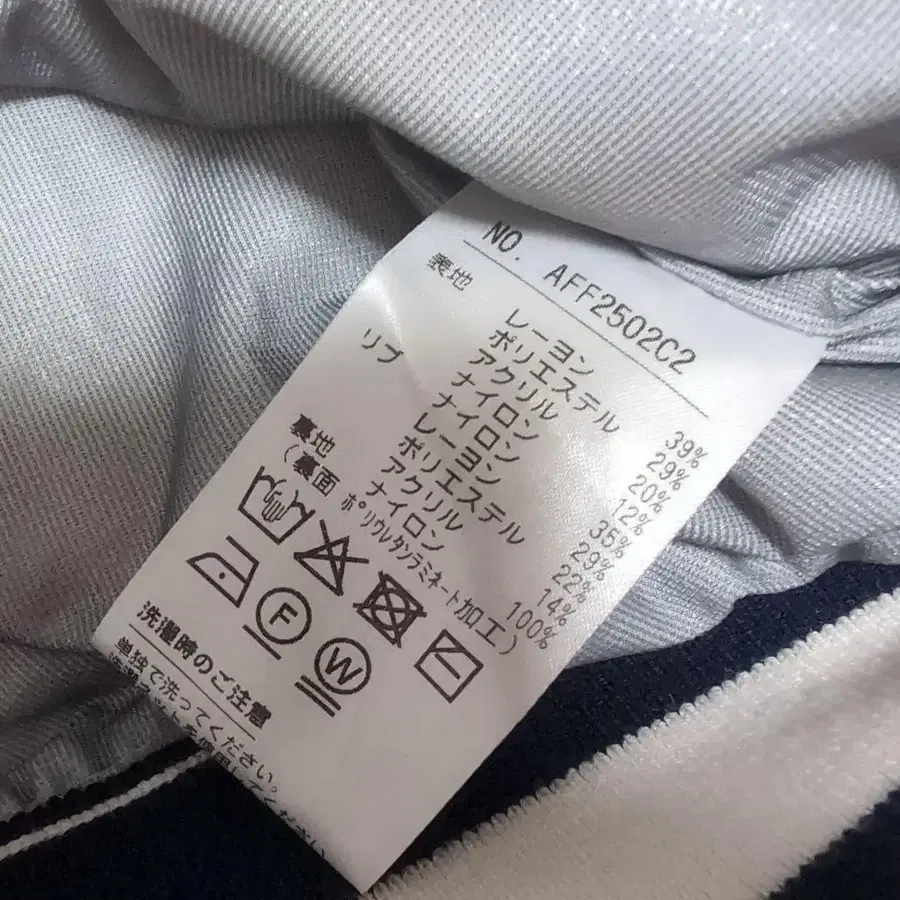 NO. AFF2502C2
表地 レーヨン 39%
ポリエステル 29%
アクリル 20%
ナイロン 12%
リブ ナイロン 35%
レーヨン 29%
ポリエステル 22%
アクリル 14%
裏地 ナイロン 100%
(裏面 ポリウレタンラミネート加工)
F
W
洗濯時のご注意
単独で洗ってください。